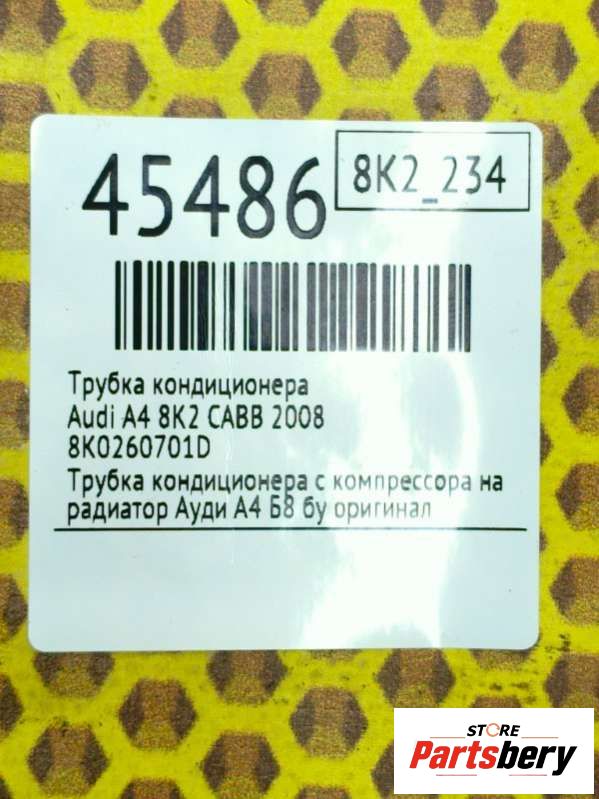 45486
8K2_234
Трубка кондиционера
Audi A4 8K2 CABB 2008
8K0260701D
Трубка кондиционера с компрессора на
радиатор Ауди А4 Б8 бу оригинал
STORE
Partsbery